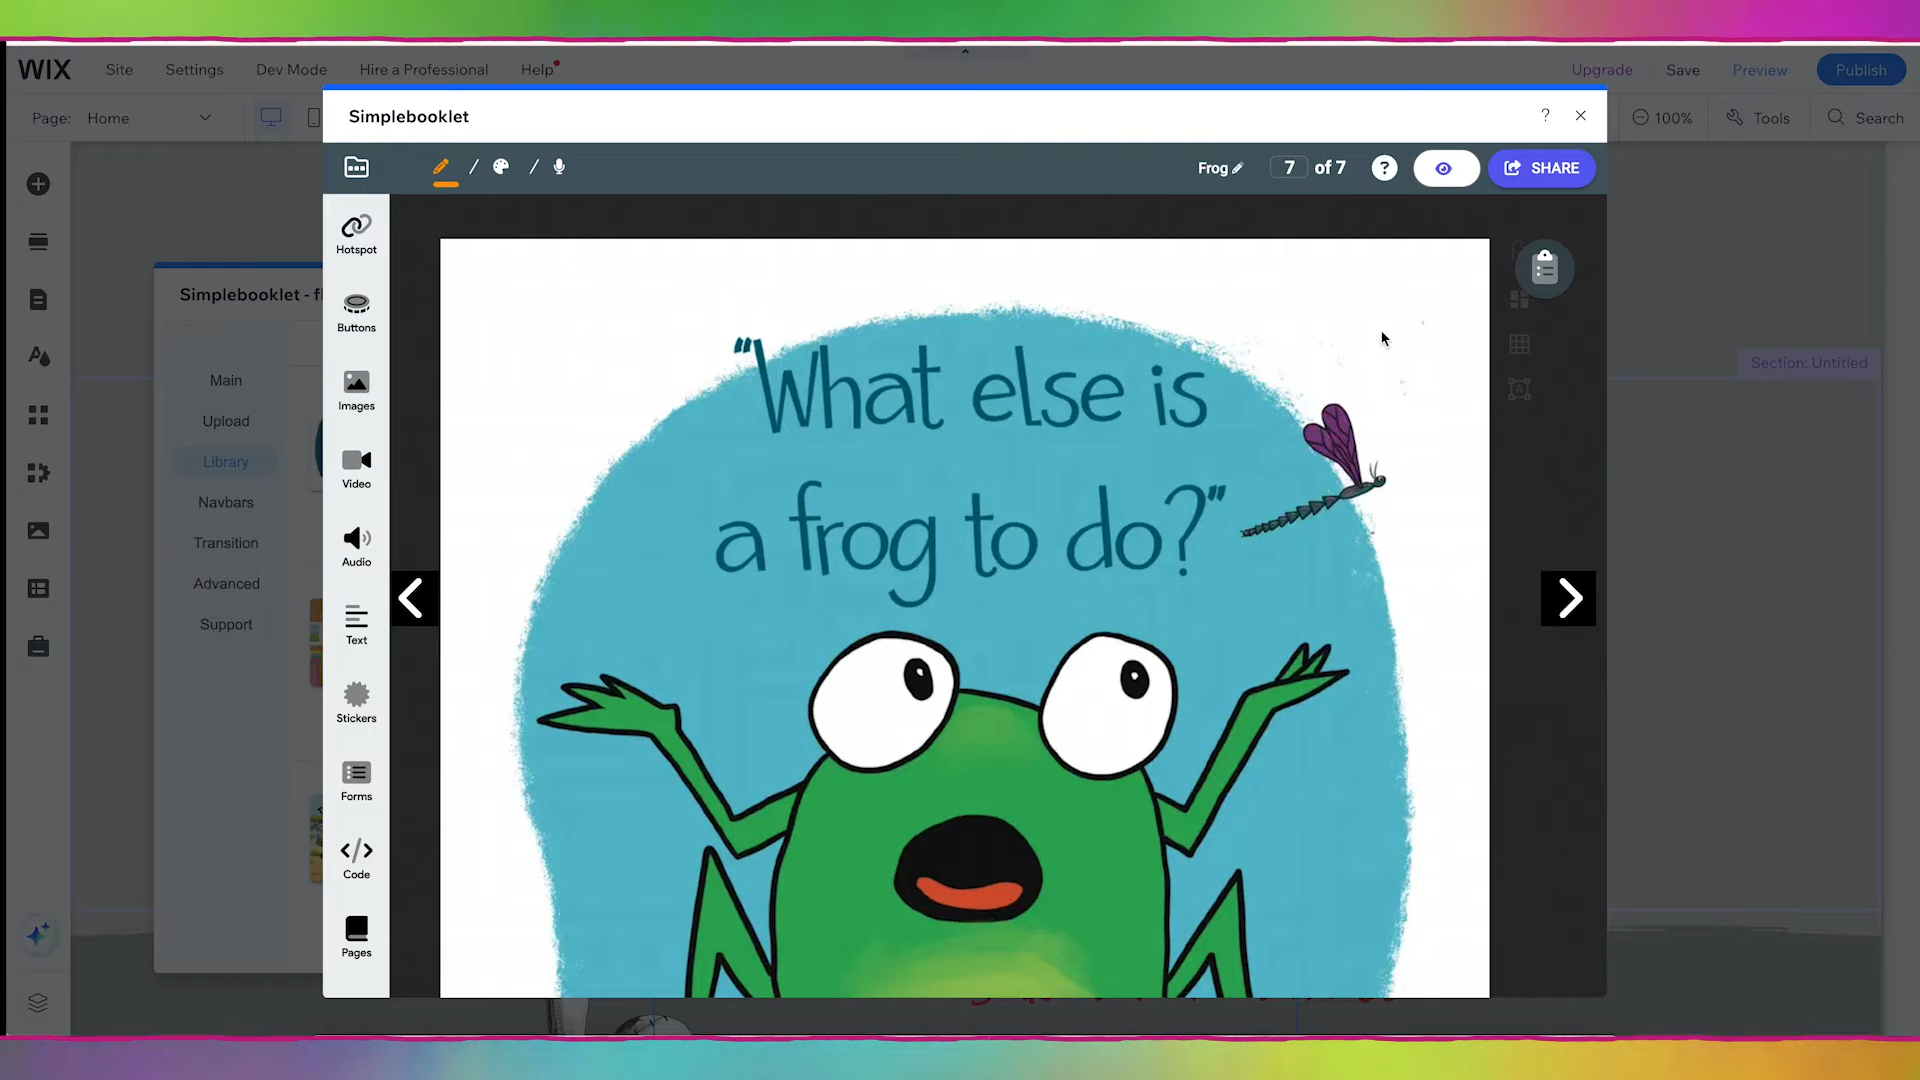 WIX
Site
Settings
Dev Mode
Hire a Professional
Help
Upgrade
Save
Preview
Publish
Page: Home
100%
Tools
Search
Simplebooklet
?
Frog
7 of 7
?
SHARE
Hotspot
Buttons
Images
Video
Audio
Text
Stickers
Forms
Code
Pages
Simplebooklet - fl
Main
Upload
Library
Navbars
Transition
Advanced
Support
Section: Untitled
"What else is
a frog to do?"